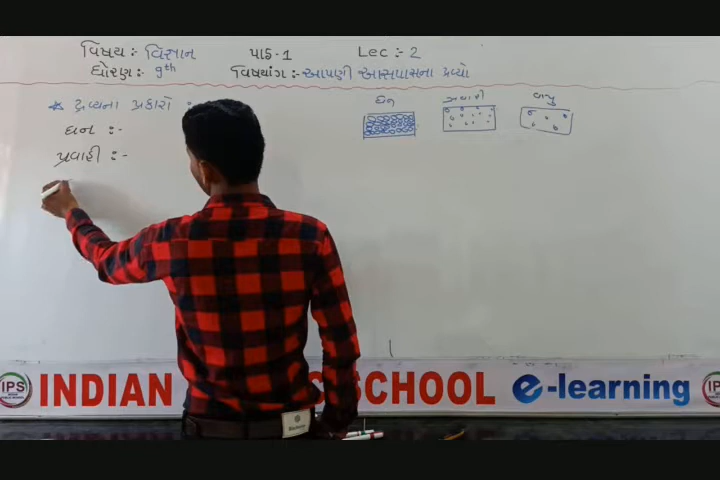 વિષય :- વિજ્ઞાન પાઠ-1 Lec :- 2
ધોરણ :- 9th વિષયાંગ :- આપણી આસપાસના દ્રવ્યો
* દ્રવ્યના પ્રકારો :
ઘન પ્રવાહી વાયુ
ઘન :-
પ્રવાહી :-
IPS INDIAN SCHOOL e-learning IPS